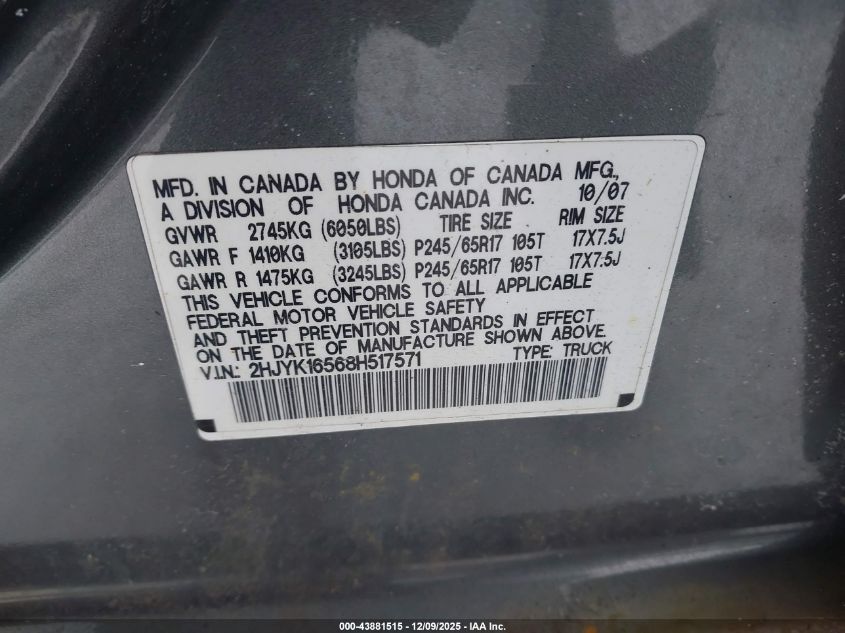 MFD. IN CANADA BY HONDA OF CANADA MFG.,
A DIVISION OF HONDA CANADA INC. 10/07
GVWR 2745KG (6050LBS) TIRE SIZE RIM SIZE
GAWR F 1410KG (3105LBS) P245/65R17 105T 17X7.5J
GAWR R 1475KG (3245LBS) P245/65R17 105T 17X7.5J
THIS VEHICLE CONFORMS TO ALL APPLICABLE
FEDERAL MOTOR VEHICLE SAFETY
AND THEFT PREVENTION STANDARDS IN EFFECT
ON THE DATE OF MANUFACTURE SHOWN ABOVE.
V.I.N.: 2HJYK16568H517571 TYPE: TRUCK
000-43881515 - 12/09/2025 - IAA Inc.